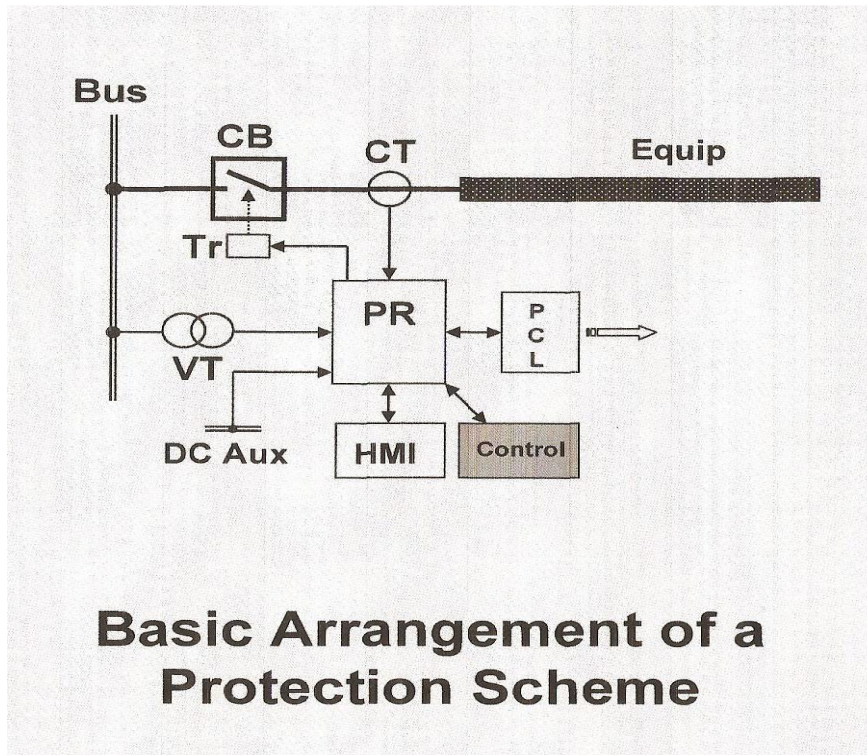 Bus
CB
CT
Equip
Tr
PR
P
C
L
VT
DC Aux
HMI
Control
Basic Arrangement of a
Protection Scheme